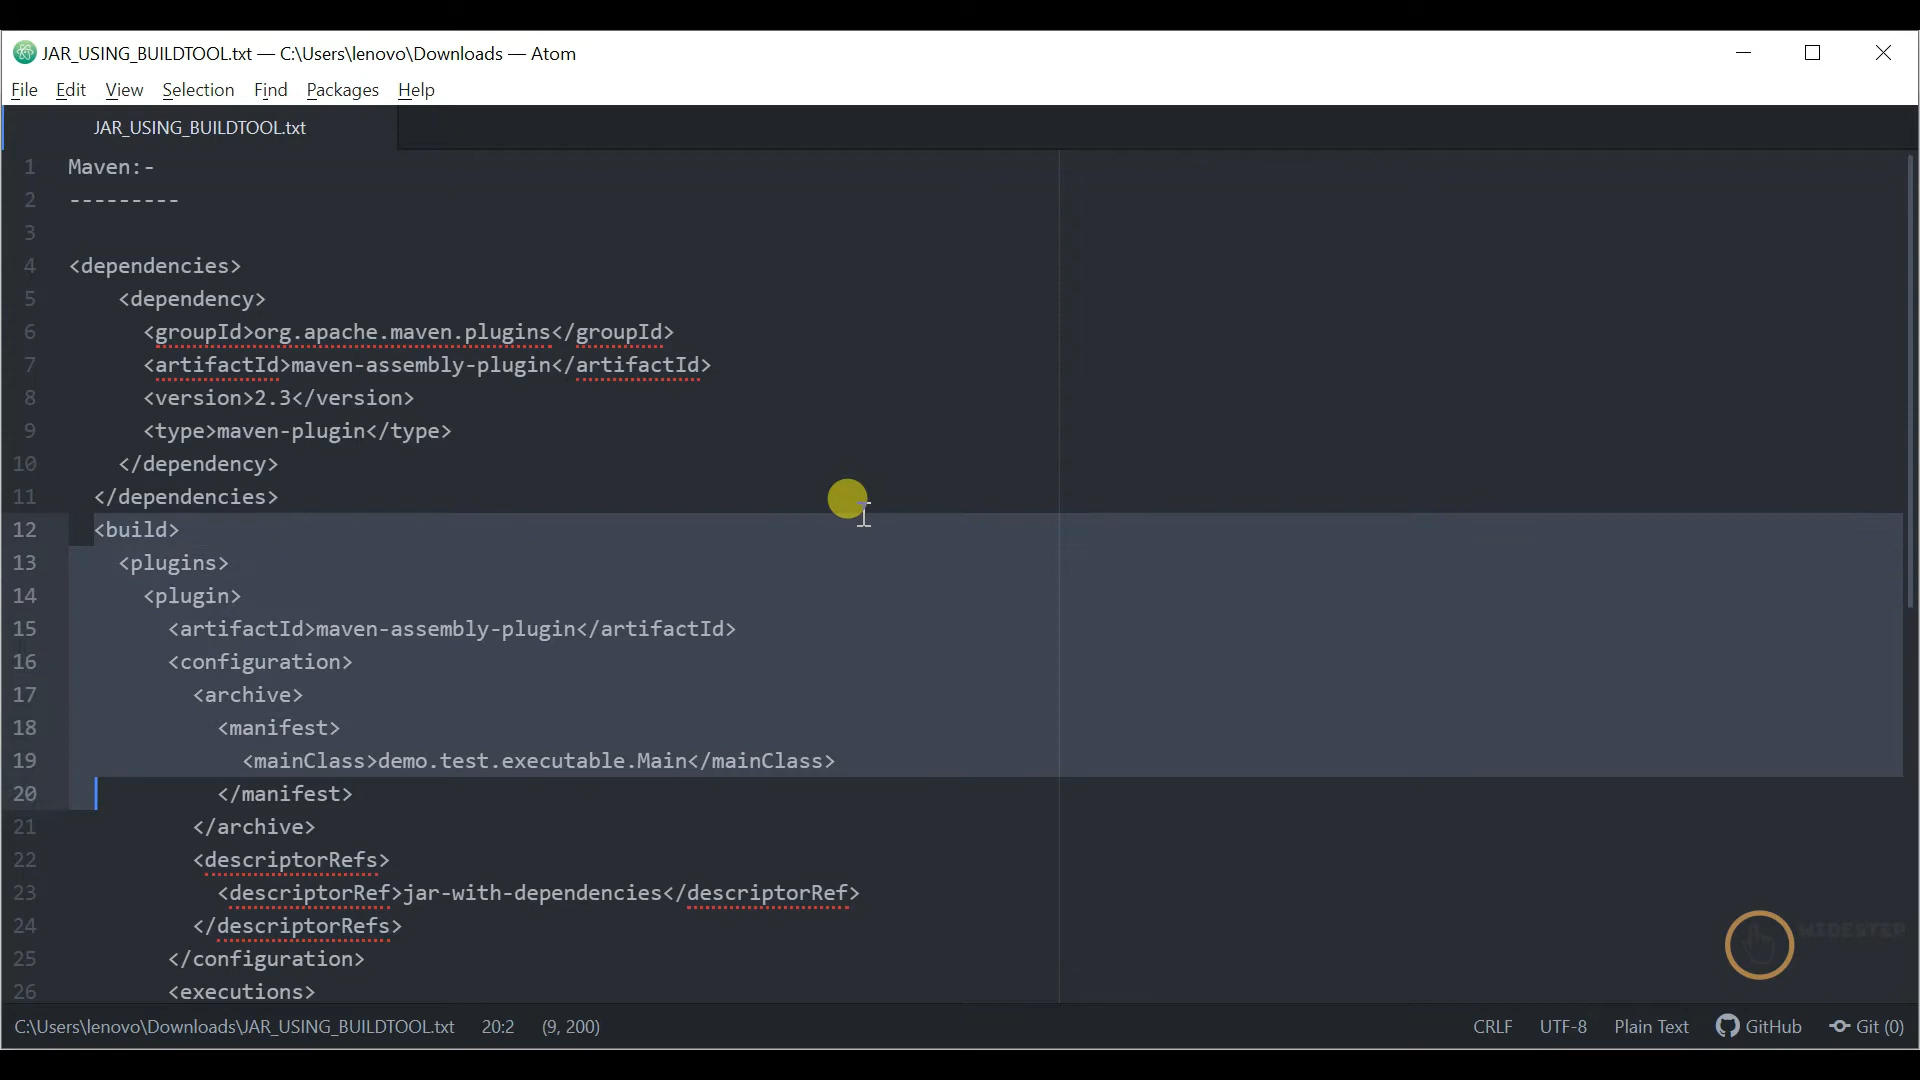 JAR_USING_BUILDTOOL.txt — C:\Users\lenovo\Downloads — Atom
File Edit View Selection Find Packages Help
JAR_USING_BUILDTOOL.txt
1 Maven:-
2 ---------
3
4 <dependencies>
5 <dependency>
6 <groupId>org.apache.maven.plugins</groupId>
7 <artifactId>maven-assembly-plugin</artifactId>
8 <version>2.3</version>
9 <type>maven-plugin</type>
10 </dependency>
11 </dependencies>
12 <build>
13 <plugins>
14 <plugin>
15 <artifactId>maven-assembly-plugin</artifactId>
16 <configuration>
17 <archive>
18 <manifest>
19 <mainClass>demo.test.executable.Main</mainClass>
20 </manifest>
21 </archive>
22 <descriptorRefs>
23 <descriptorRef>jar-with-dependencies</descriptorRef>
24 </descriptorRefs>
25 </configuration>
26 <executions>
WIDESTEP
C:\Users\lenovo\Downloads\JAR_USING_BUILDTOOL.txt 20:2 (9, 200) CRLF UTF-8 Plain Text GitHub Git (0)